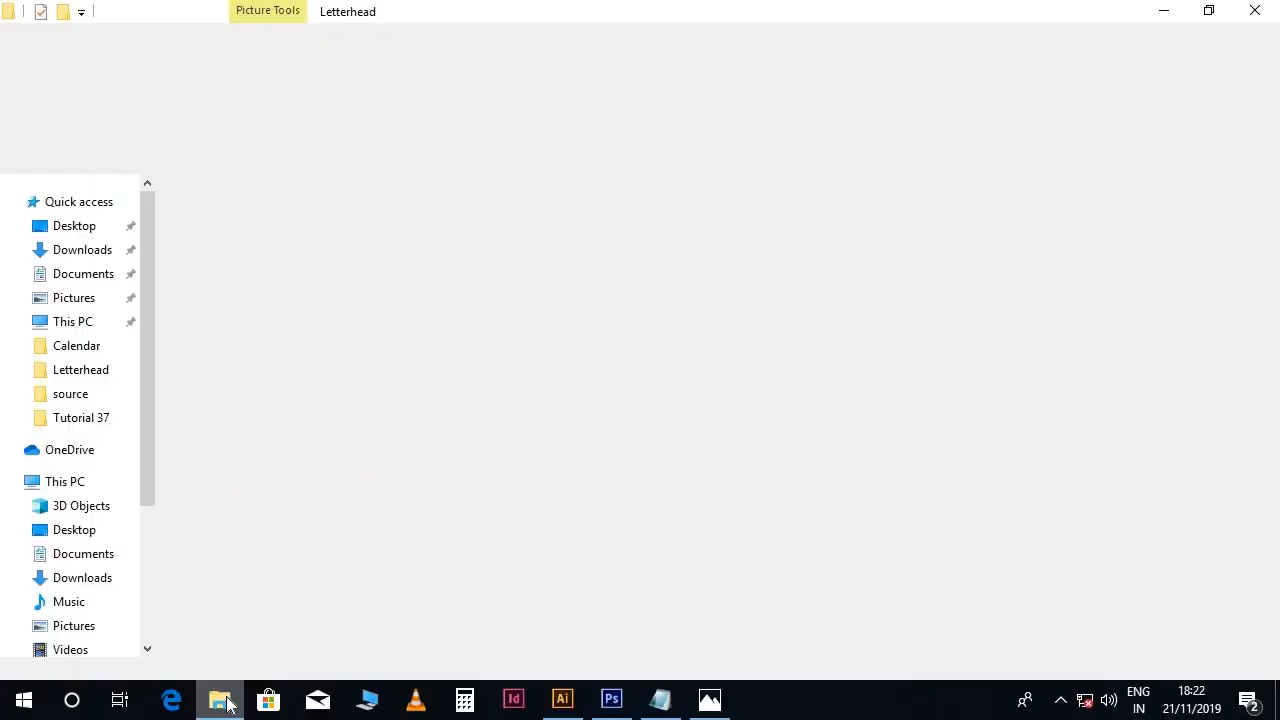 Picture Tools
Letterhead
Quick access
Desktop
Downloads
Documents
Pictures
This PC
Calendar
Letterhead
source
Tutorial 37
OneDrive
This PC
3D Objects
Desktop
Documents
Downloads
Music
Pictures
Videos
Id
Ai
Ps
ENG
IN
18:22
21/11/2019
2